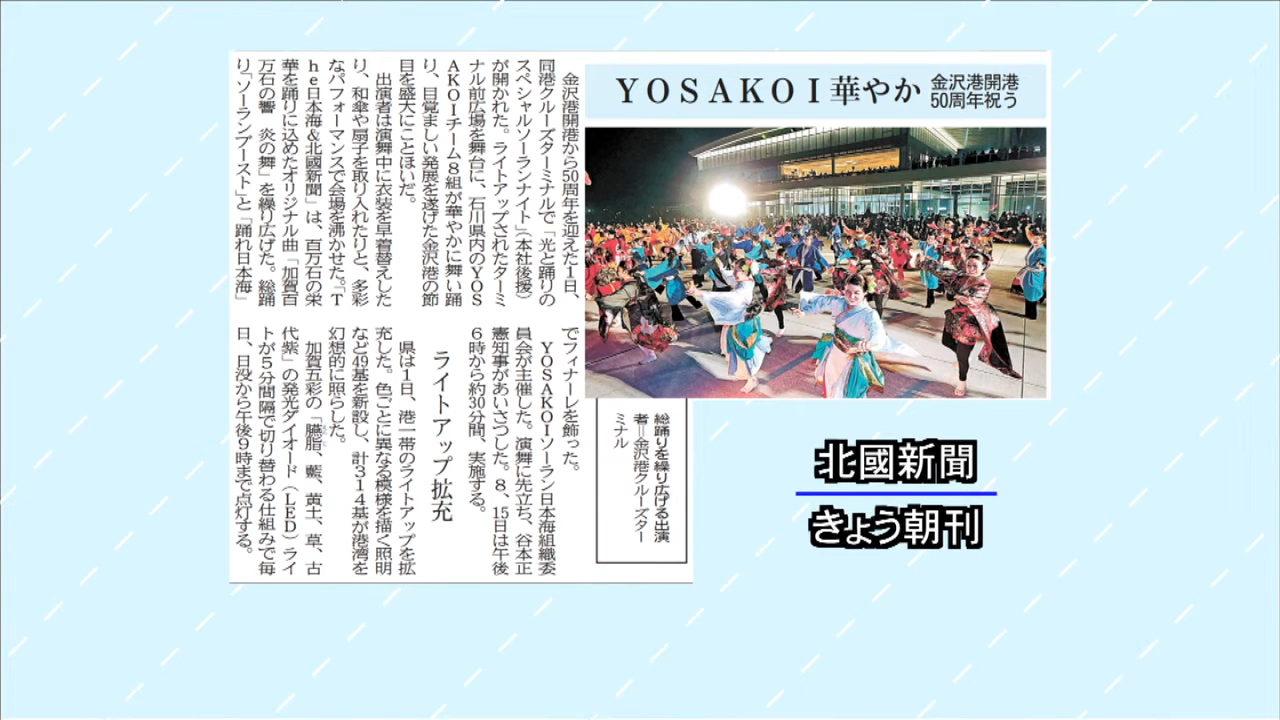 YOSAKOI華やか
金沢港開港
50周年祝う
金沢港開港から50周年を迎えた1日、
同港クルーズターミナルで「光と踊りの
スペシャルソーランナイト」(本社後援)
が開かれた。ライトアップされたターミ
ナル前広場を舞台に、石川県内のYOS
AKOIチーム8組が華やかに舞い踊
り、目覚ましい発展を遂げた金沢港の節
目を盛大にことほいだ。
出演者は演舞中に衣装を早着替えした
り、和傘や扇子を取り入れたりと、多彩
なパフォーマンスで会場を沸かせた。「T
he日本海&北國新聞」は、百万石の栄
華を踊りに込めたオリジナル曲「加賀百
万石の響 炎の舞」を繰り広げた。総踊
り「ソーランブースト」と「踊れ日本海」
でフィナーレを飾った。
YOSAKOIソーラン日本海組織委
員会が主催した。演舞に先立ち、谷本正
憲知事があいさつした。8、15日は午後
6時から約30分間、実施する。
ライトアップ拡充
県は1日、港一帯のライトアップを拡
充した。色ごとに異なる模様を描く照明
など49基を新設し、計314基が港湾を
幻想的に照らした。
加賀五彩の「臙脂、藍、黄土、草、古
代紫」の発光ダイオード(LED)ライ
トが5分間隔で切り替わる仕組みで毎
日、日没から午後9時まで点灯する。
総踊りを繰り広げる出演
者=金沢港クルーズター
ミナル
北國新聞
きょう朝刊